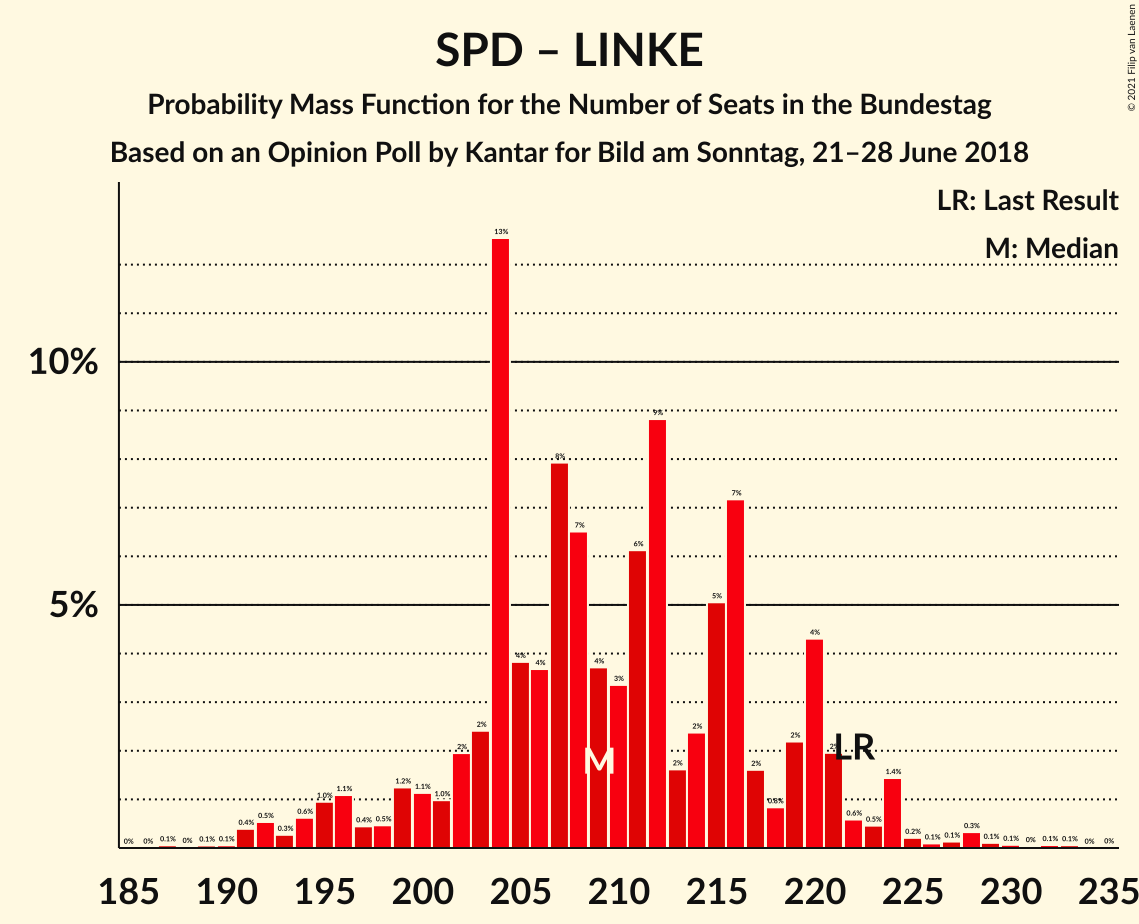 SPD – LINKE
Probability Mass Function for the Number of Seats in the Bundestag
Based on an Opinion Poll by Kantar for Bild am Sonntag, 21–28 June 2018
© 2021 Filip van Laenen
LR: Last Result
M: Median
10%
5%
0% 0% 0.1% 0% 0.1% 0.1% 0.4% 0.5% 0.3% 0.6% 1.0% 1.1% 0.4% 0.5% 1.2% 1.1% 1.0% 2% 2% 13% 4% 4% 8% 7% 4% 3% 6% 9% 2% 2% 5% 7% 2% 0.8% 2% 4% 2% 0.6% 0.5% 1.4% 0.2% 0.1% 0.1% 0.3% 0.1% 0.1% 0% 0.1% 0.1% 0% 0%
M
LR
185 190 195 200 205 210 215 220 225 230 235